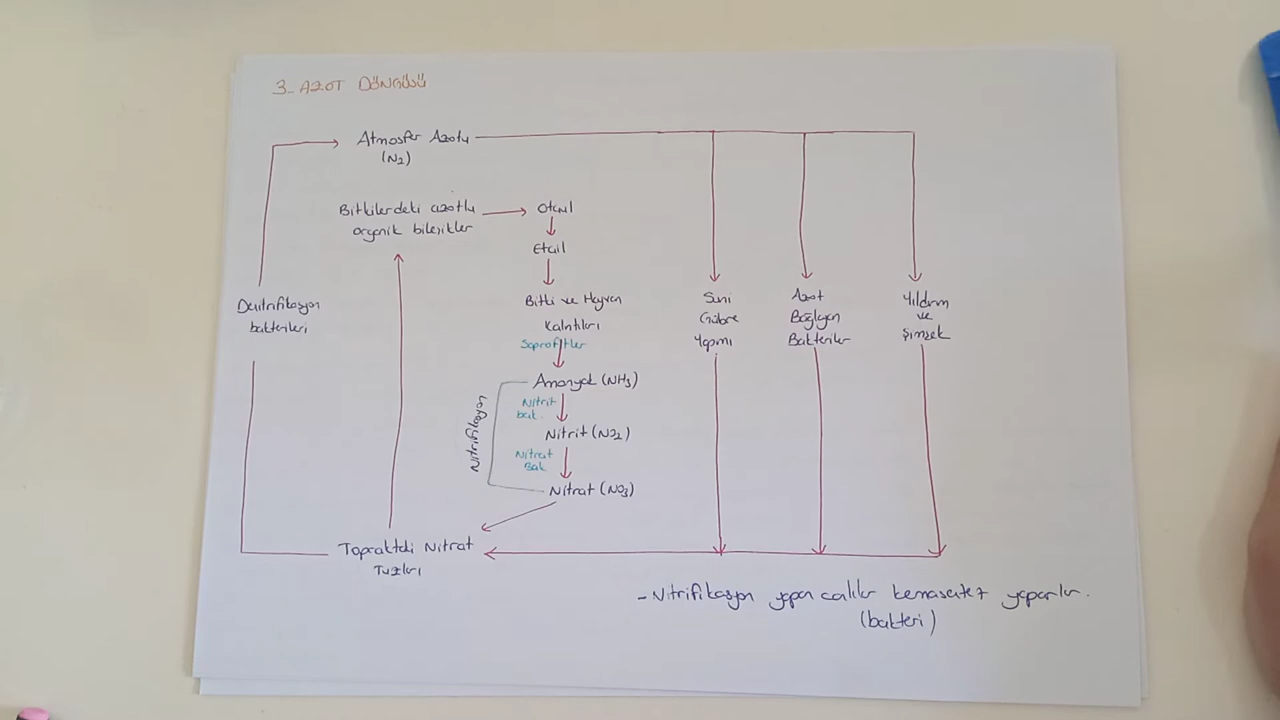 3_AZOT DÖNGÜSÜ
Atmosfer Azotu
(N2)
Bitkilerdeki azotlu
organik bileşikler
Otçul
Etçil
Bitki ve Hayvan
Kalıntıları
Saprofitler
Amonyak (NH3)
Nitrit
bak.
Nitrit (NO2)
Nitrat
Bak
Nitrat (NO3)
Nitrifikasyon
Denitrifikasyon
bakterileri
Suni
Gübre
Yapımı
Azot
Bağlayan
Bakteriler
Yıldırım
ve
Şimşek
Topraktaki Nitrat
Tuzları
- Nitrifikasyon yapan canlılar kemosentez yaparlar.
(bakteri)